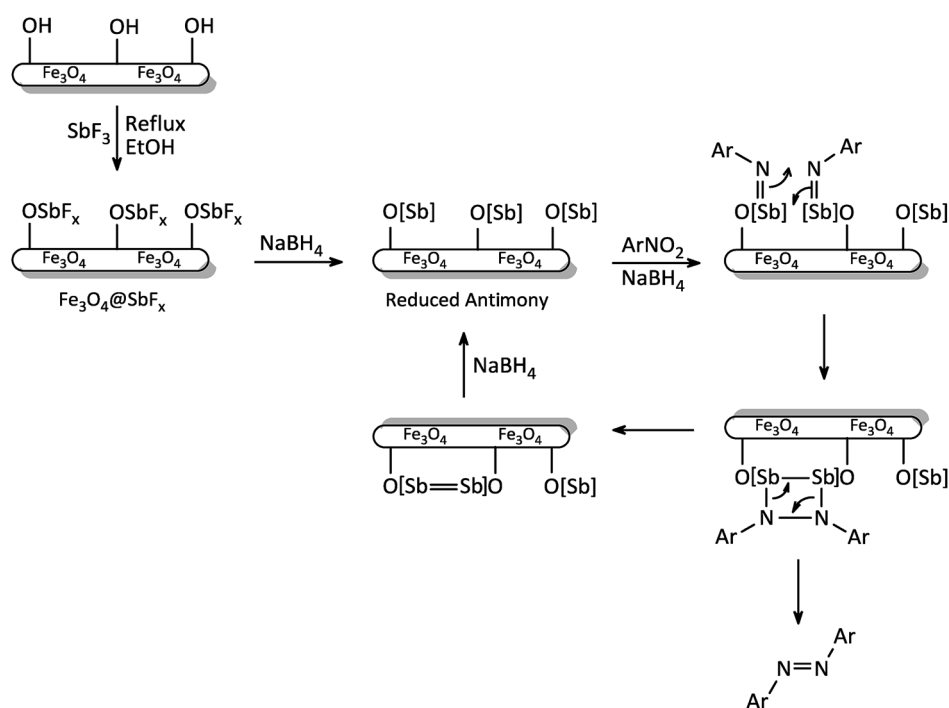 OH OH OH
Fe3O4 Fe3O4
SbF3 Reflux
EtOH
OSbFx OSbFx OSbFx
Fe3O4 Fe3O4
Fe3O4@SbFx
NaBH4
O[Sb] O[Sb] O[Sb]
Fe3O4 Fe3O4
Reduced Antimony
ArNO2
NaBH4
Ar N N Ar
O[Sb] [Sb]O O[Sb]
Fe3O4 Fe3O4
NaBH4
Fe3O4 Fe3O4
O[Sb=Sb]O O[Sb]
Fe3O4 Fe3O4
O[Sb—Sb]O O[Sb]
Ar N—N Ar
Ar
N=N
Ar